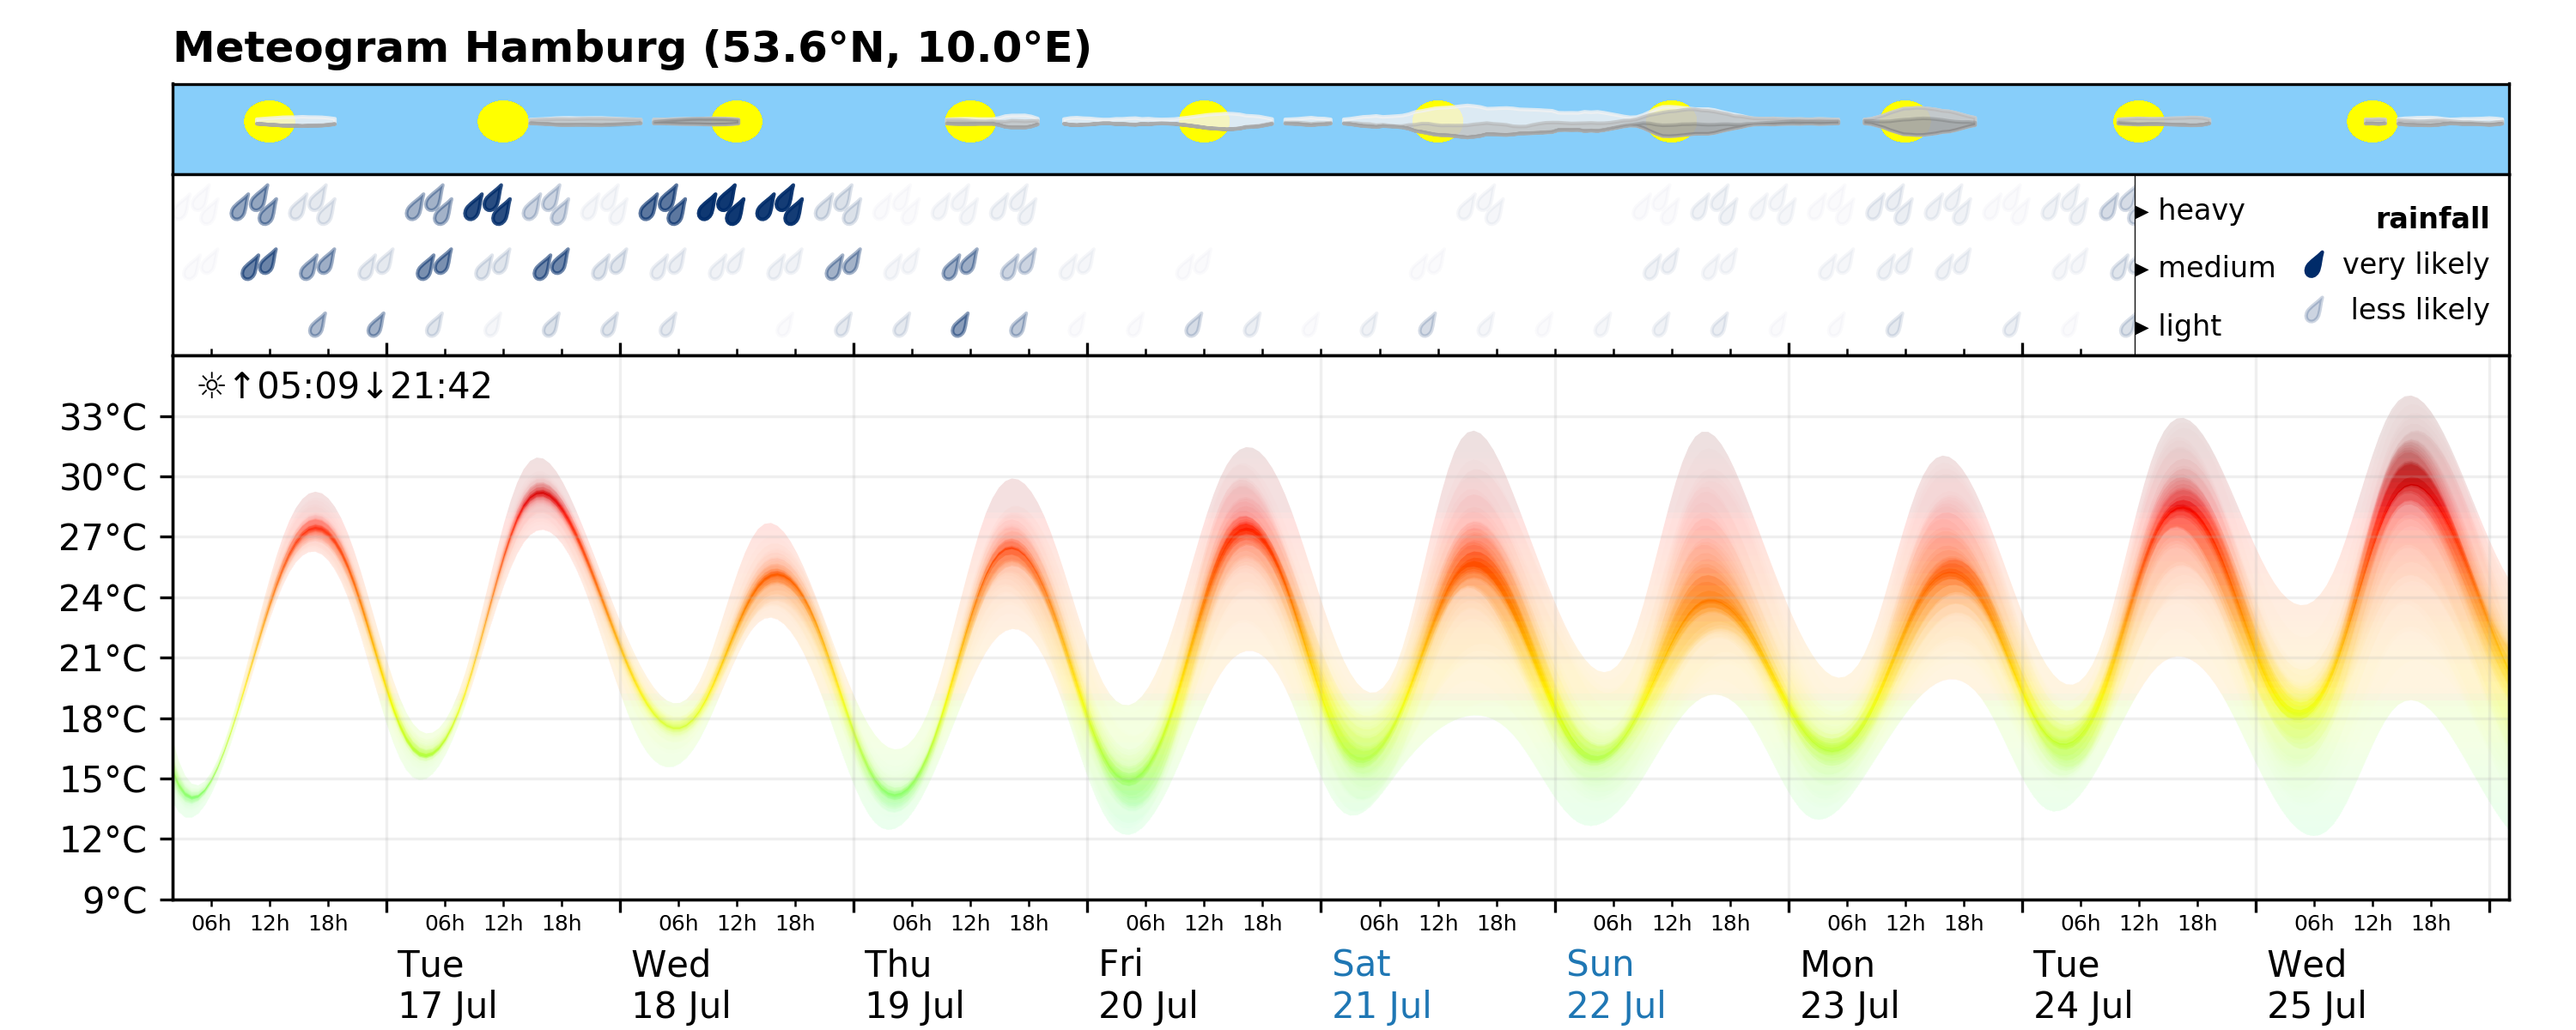 Meteogram Hamburg (53.6°N, 10.0°E)
heavy
rainfall
medium
very likely
less likely
light
☼↑05:09↓21:42
33°C
30°C
27°C
24°C
21°C
18°C
15°C
12°C
9°C
06h 12h 18h 06h 12h 18h 06h 12h 18h 06h 12h 18h 06h 12h 18h 06h 12h 18h 06h 12h 18h 06h 12h 18h 06h 12h 18h 06h 12h 18h
Tue Wed Thu Fri Sat Sun Mon Tue Wed
17 Jul 18 Jul 19 Jul 20 Jul 21 Jul 22 Jul 23 Jul 24 Jul 25 Jul